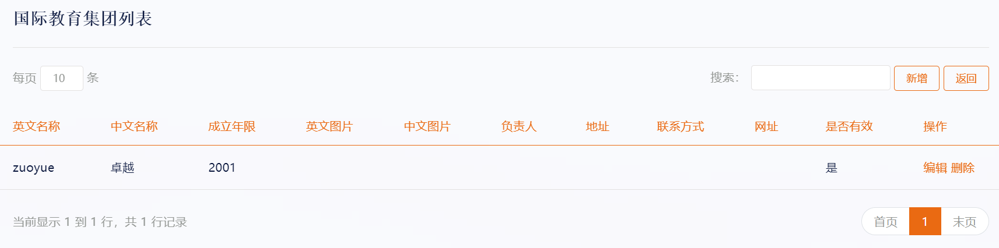 国际教育集团列表
每页 10 条 搜索： 新增 返回
英文名称 中文名称 成立年限 英文图片 中文图片 负责人 地址 联系方式 网址 是否有效 操作
zuoyue 卓越 2001 是 编辑 删除
当前显示 1 到 1 行，共 1 行记录 首页 1 末页